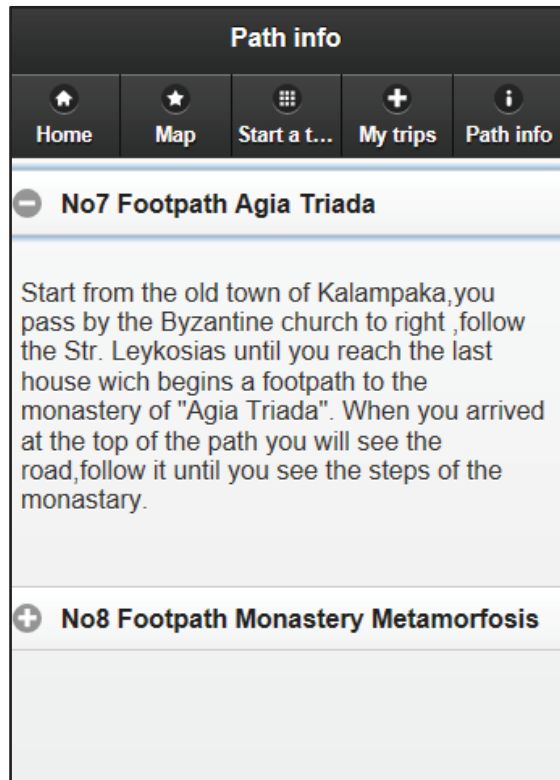 Path info
Home Map Start a t... My trips Path info
No7 Footpath Agia Triada
Start from the old town of Kalampaka,you
pass by the Byzantine church to right ,follow
the Str. Leykosias until you reach the last
house wich begins a footpath to the
monastery of "Agia Triada". When you arrived
at the top of the path you will see the
road,follow it until you see the steps of the
monastary.
No8 Footpath Monastery Metamorfosis